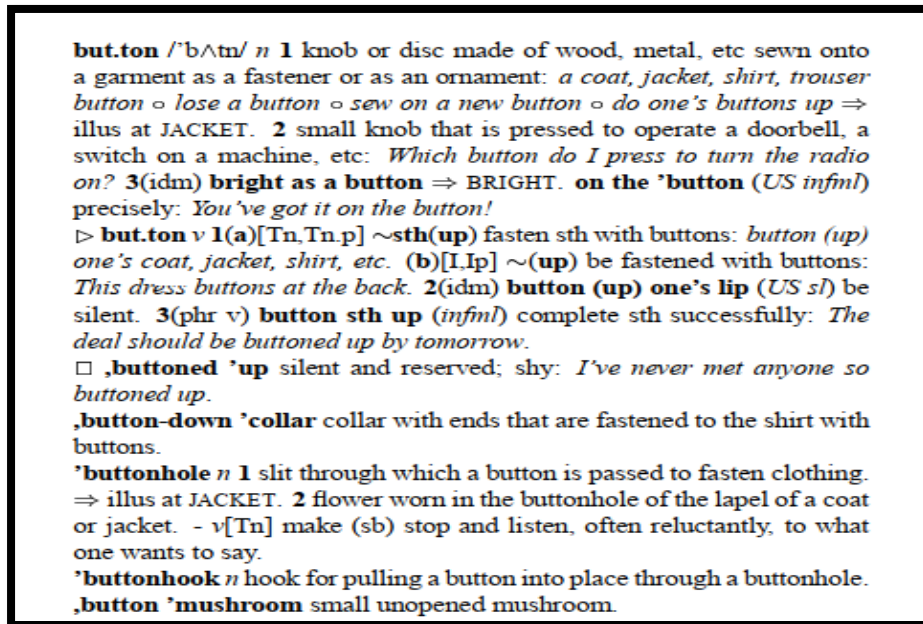 but.ton /’bʌtn/ n 1 knob or disc made of wood, metal, etc sewn onto
a garment as a fastener or as an ornament: a coat, jacket, shirt, trouser
button ○ lose a button ○ sew on a new button ○ do one’s buttons up ⇒
illus at JACKET. 2 small knob that is pressed to operate a doorbell, a
switch on a machine, etc: Which button do I press to turn the radio
on? 3(idm) bright as a button ⇒ BRIGHT. on the ’button (US infml)
precisely: You’ve got it on the button!
▷ but.ton v 1(a)[Tn,Tn.p] ∼sth(up) fasten sth with buttons: button (up)
one’s coat, jacket, shirt, etc. (b)[I,Ip] ∼(up) be fastened with buttons:
This dress buttons at the back. 2(idm) button (up) one’s lip (US sl) be
silent. 3(phr v) button sth up (infml) complete sth successfully: The
deal should be buttoned up by tomorrow.
□ ,buttoned ’up silent and reserved; shy: I’ve never met anyone so
buttoned up.
,button-down ’collar collar with ends that are fastened to the shirt with
buttons.
’buttonhole n 1 slit through which a button is passed to fasten clothing.
⇒ illus at JACKET. 2 flower worn in the buttonhole of the lapel of a coat
or jacket. - v[Tn] make (sb) stop and listen, often reluctantly, to what
one wants to say.
’buttonhook n hook for pulling a button into place through a buttonhole.
,button ’mushroom small unopened mushroom.